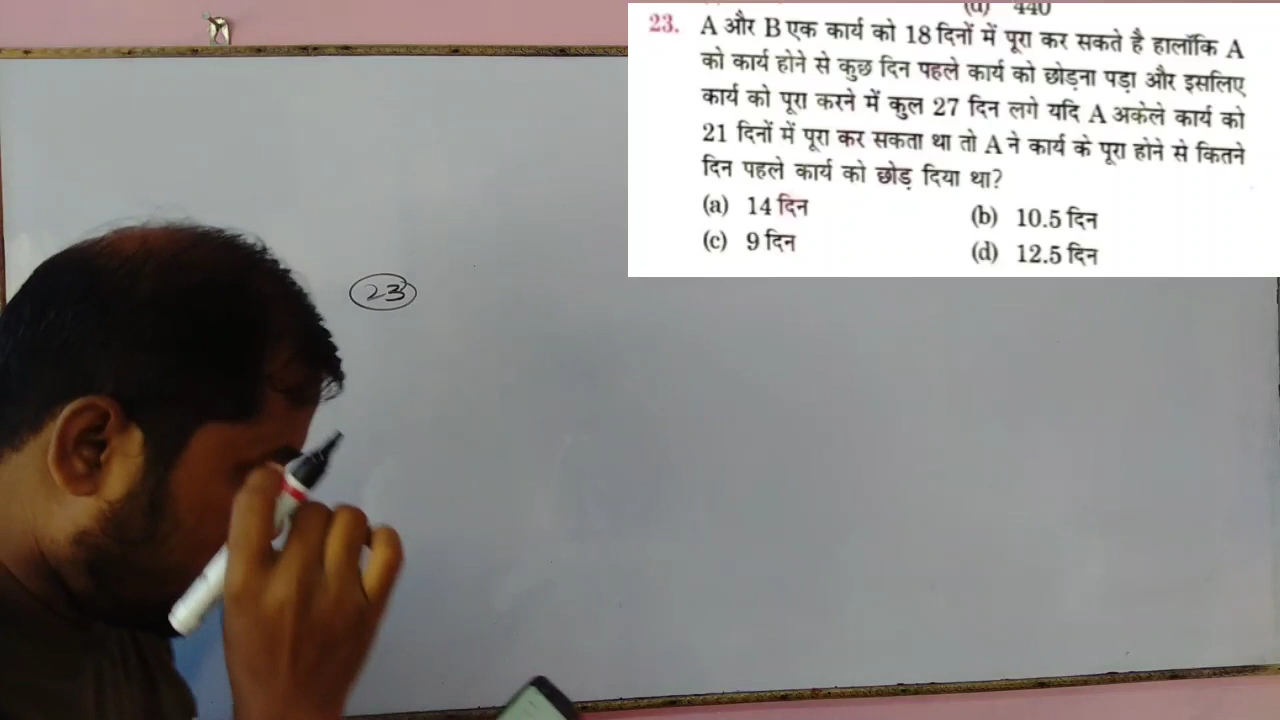 (d) 440
23. A और B एक कार्य को 18 दिनों में पूरा कर सकते है हालॉकि A
को कार्य होने से कुछ दिन पहले कार्य को छोड़ना पड़ा और इसलिए
कार्य को पूरा करने में कुल 27 दिन लगे यदि A अकेले कार्य को
21 दिनों में पूरा कर सकता था तो A ने कार्य के पूरा होने से कितने
दिन पहले कार्य को छोड़ दिया था?
(a) 14 दिन (b) 10.5 दिन
(c) 9 दिन (d) 12.5 दिन
23